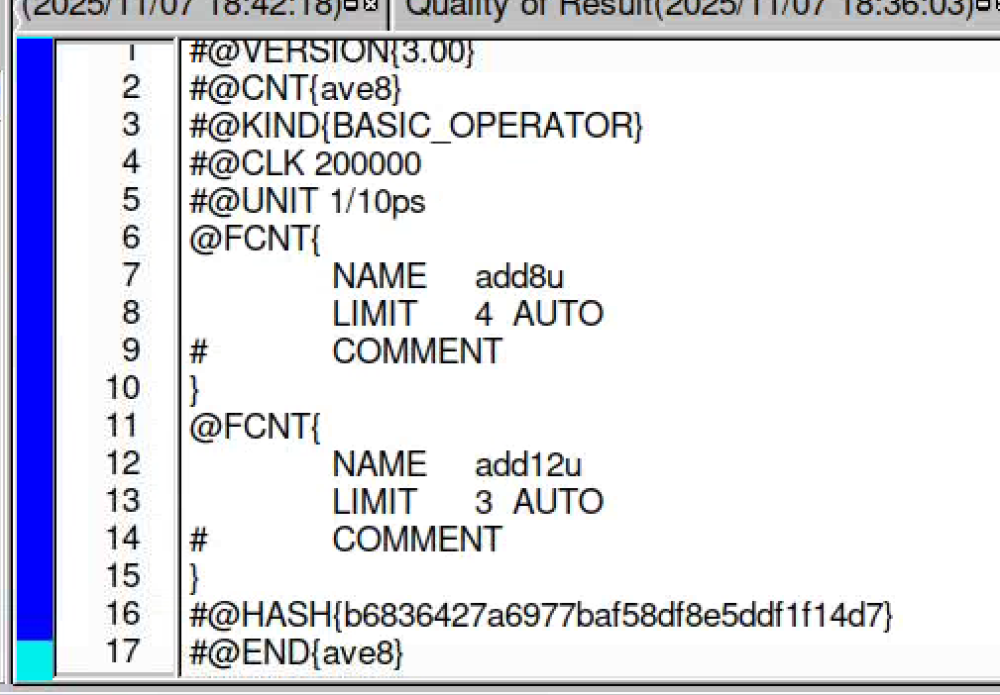 (2025/11/07 18:42:18) Quality of Result(2025/11/07 18:36:03)
1 #@VERSION{3.00}
2 #@CNT{ave8}
3 #@KIND{BASIC_OPERATOR}
4 #@CLK 200000
5 #@UNIT 1/10ps
6 @FCNT{
7 NAME add8u
8 LIMIT 4 AUTO
9 # COMMENT
10 }
11 @FCNT{
12 NAME add12u
13 LIMIT 3 AUTO
14 # COMMENT
15 }
16 #@HASH{b6836427a6977baf58df8e5ddf1f14d7}
17 #@END{ave8}